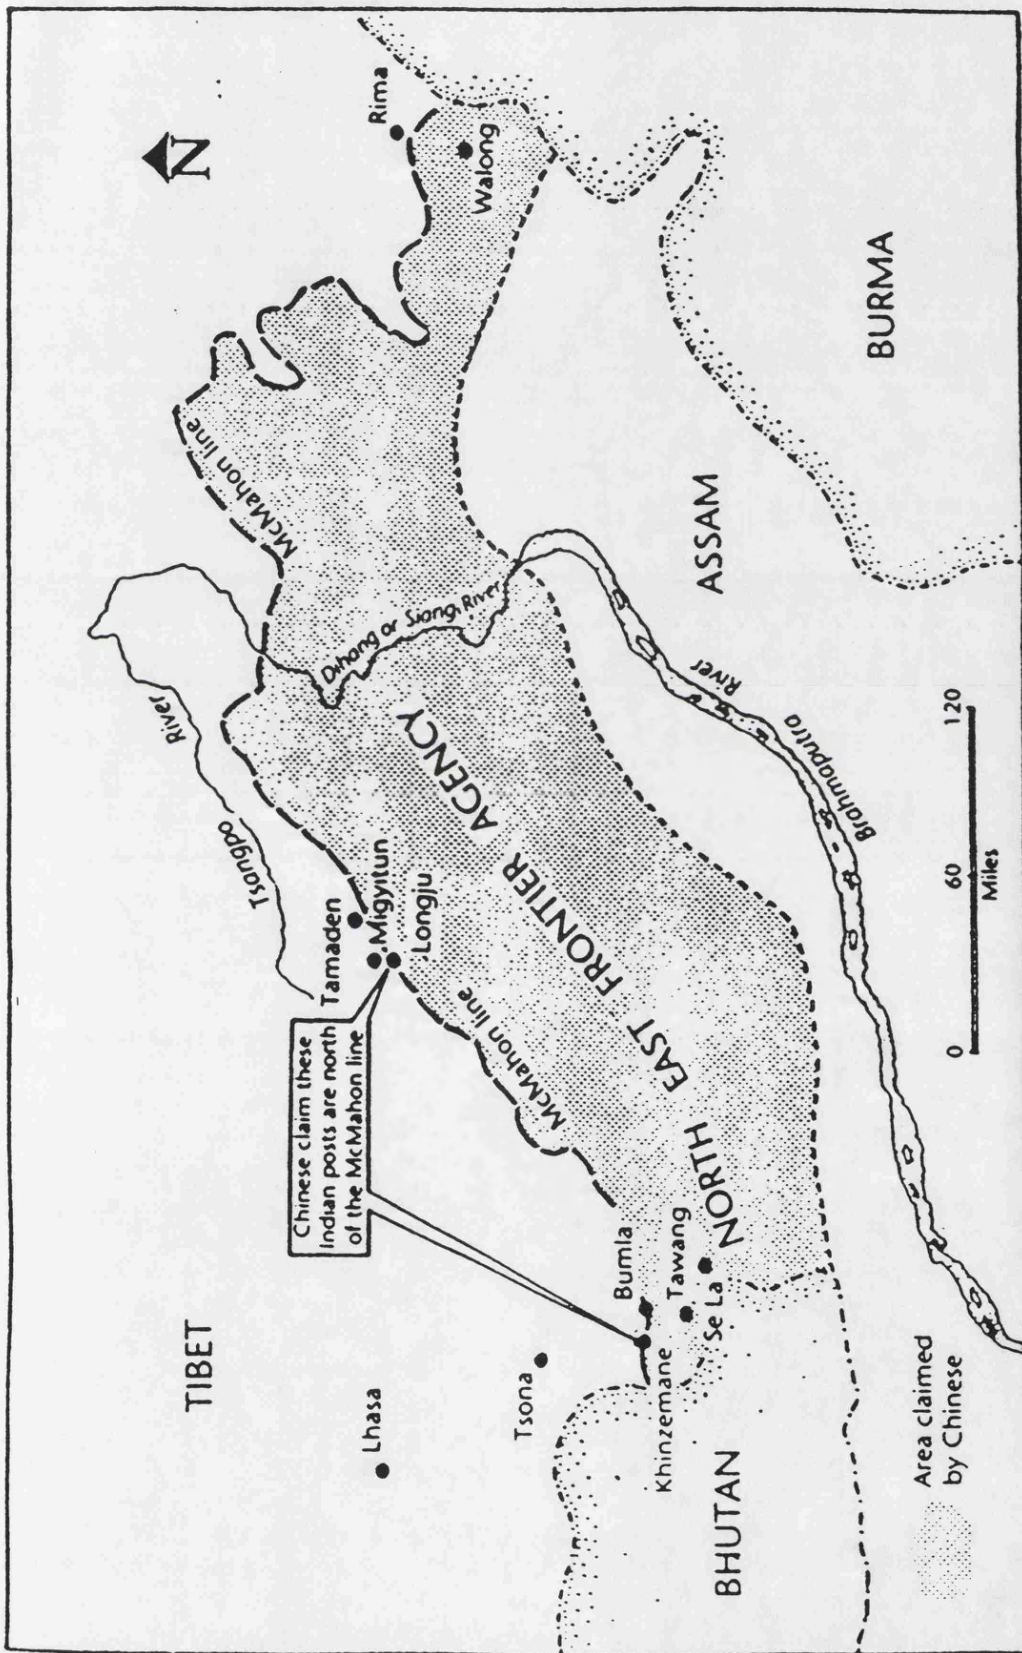 N
TIBET
Lhasa
Tsona
Chinese claim these
Indian posts are north
of the McMahon line
Tsangpo River
Tamaden
Migyitun
Longju
McMahon line
McMahon line
Rima
Walong
Dihang or Siang River
Bumla
Khinzemane
Tawang
Se La
NORTH EAST FRONTIER AGENCY
BHUTAN
ASSAM
BURMA
Brahmaputra River
Area claimed
by Chinese
0 60 120
Miles